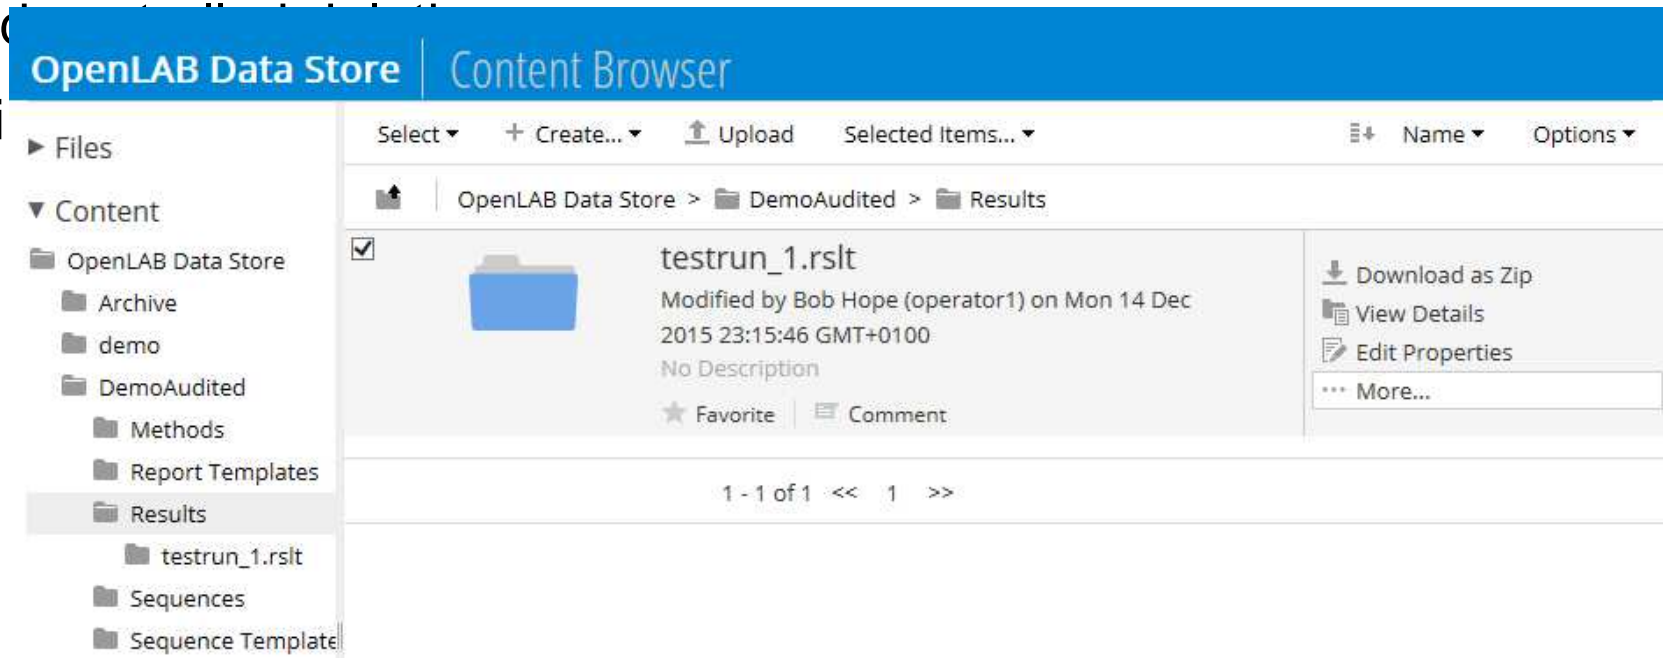 OpenLAB Data Store | Content Browser
Files
Content
OpenLAB Data Store
Archive
demo
DemoAudited
Methods
Report Templates
Results
testrun_1.rslt
Sequences
Sequence Template
Select + Create... Upload Selected Items... Name Options
OpenLAB Data Store > DemoAudited > Results
testrun_1.rslt
Modified by Bob Hope (operator1) on Mon 14 Dec
2015 23:15:46 GMT+0100
No Description
Favorite Comment
Download as Zip
View Details
Edit Properties
... More...
1 - 1 of 1 << 1 >>